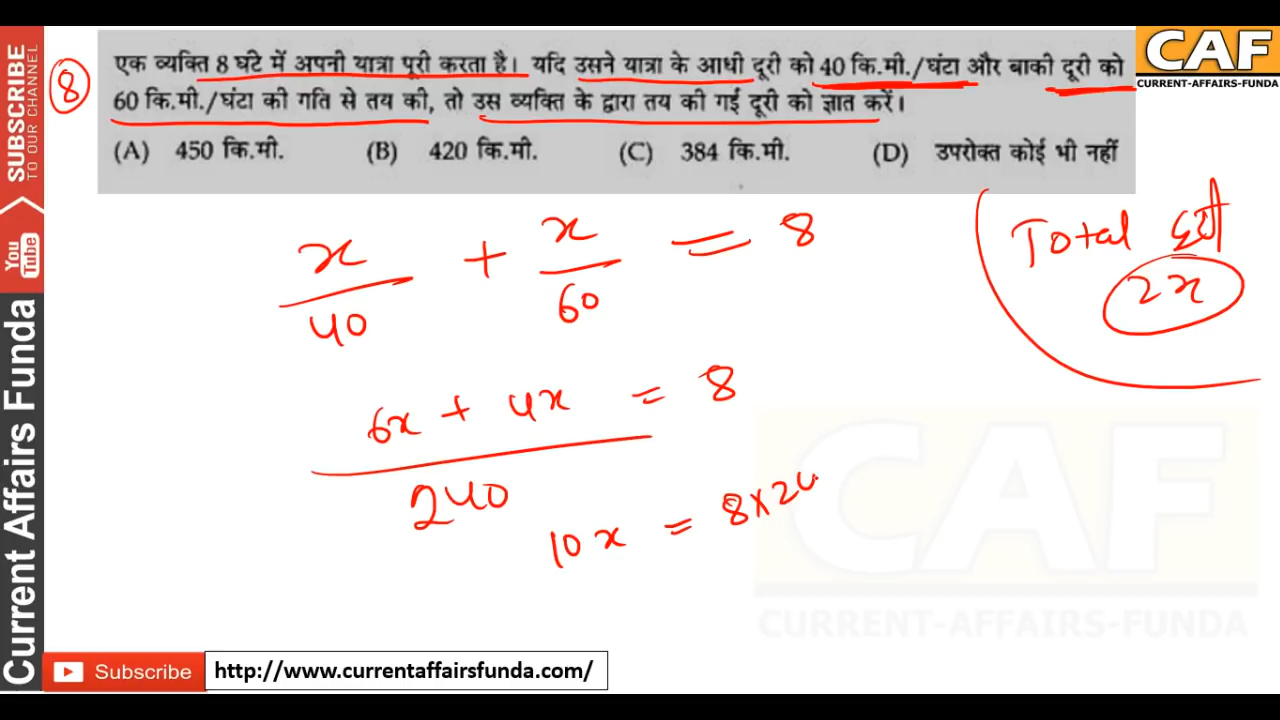 SUBSCRIBE
TO OUR CHANNEL
You Tube
Current Affairs Funda
8
एक व्यक्ति 8 घंटे में अपनी यात्रा पूरी करता है। यदि उसने यात्रा के आधी दूरी को 40 कि.मी./घंटा और बाकी दूरी को
60 कि.मी./घंटा की गति से तय की, तो उस व्यक्ति के द्वारा तय की गई दूरी को ज्ञात करें।
(A) 450 कि.मी. (B) 420 कि.मी. (C) 384 कि.मी. (D) उपरोक्त कोई भी नहीं
CAF
CURRENT-AFFAIRS-FUNDA
x/40 + x/60 = 8
Total दूरी
2x
6x + 4x = 8
240
10x = 8x24
CAF
CURRENT-AFFAIRS-FUNDA
Subscribe
http://www.currentaffairsfunda.com/